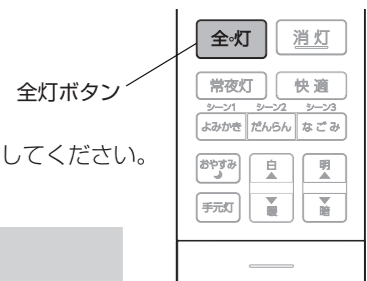 全灯
消灯
全灯ボタン
常夜灯
快適
シーン1 シーン2 シーン3
よみかき だんらん なごみ
してください。
おやすみ
白
明
▲
▲
手元灯
▼
▼
暖
暗